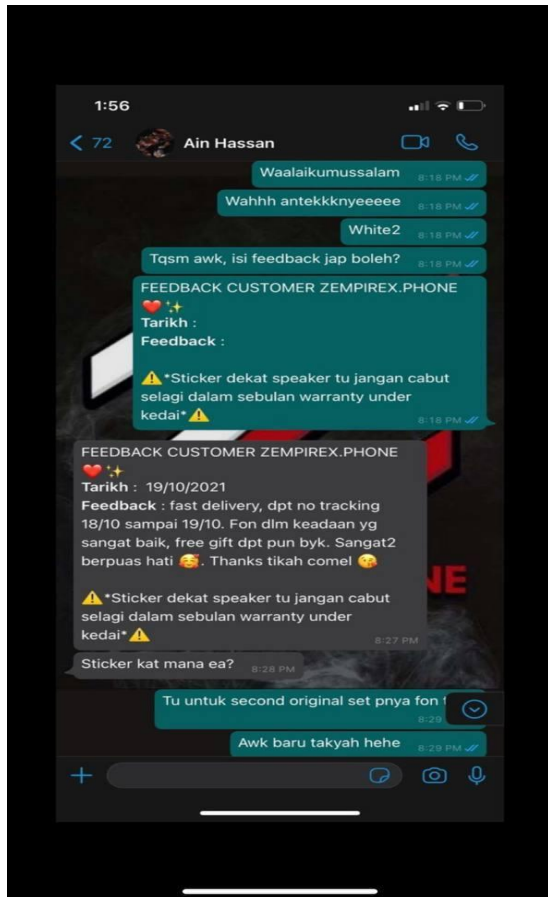 1:56
72
Ain Hassan
Waalaikumussalam
8:18 PM
Wahhh antekkknyeeeee
8:18 PM
White2
8:18 PM
Tqsm awk, isi feedback jap boleh?
8:18 PM
FEEDBACK CUSTOMER ZEMPIREX.PHONE
❤️✨
Tarikh :
Feedback :
⚠️*Sticker dekat speaker tu jangan cabut
selagi dalam sebulan warranty under
kedai*⚠️
8:18 PM
FEEDBACK CUSTOMER ZEMPIREX.PHONE
❤️✨
Tarikh : 19/10/2021
Feedback : fast delivery, dpt no tracking
18/10 sampai 19/10. Fon dlm keadaan yg
sangat baik, free gift dpt pun byk. Sangat2
berpuas hati 🥰. Thanks tikah comel 😘
⚠️*Sticker dekat speaker tu jangan cabut
selagi dalam sebulan warranty under
kedai*⚠️
8:27 PM
NE
Sticker kat mana ea?
8:28 PM
Tu untuk second original set pnya fon
8:29
Awk baru takyah hehe
8:29 PM